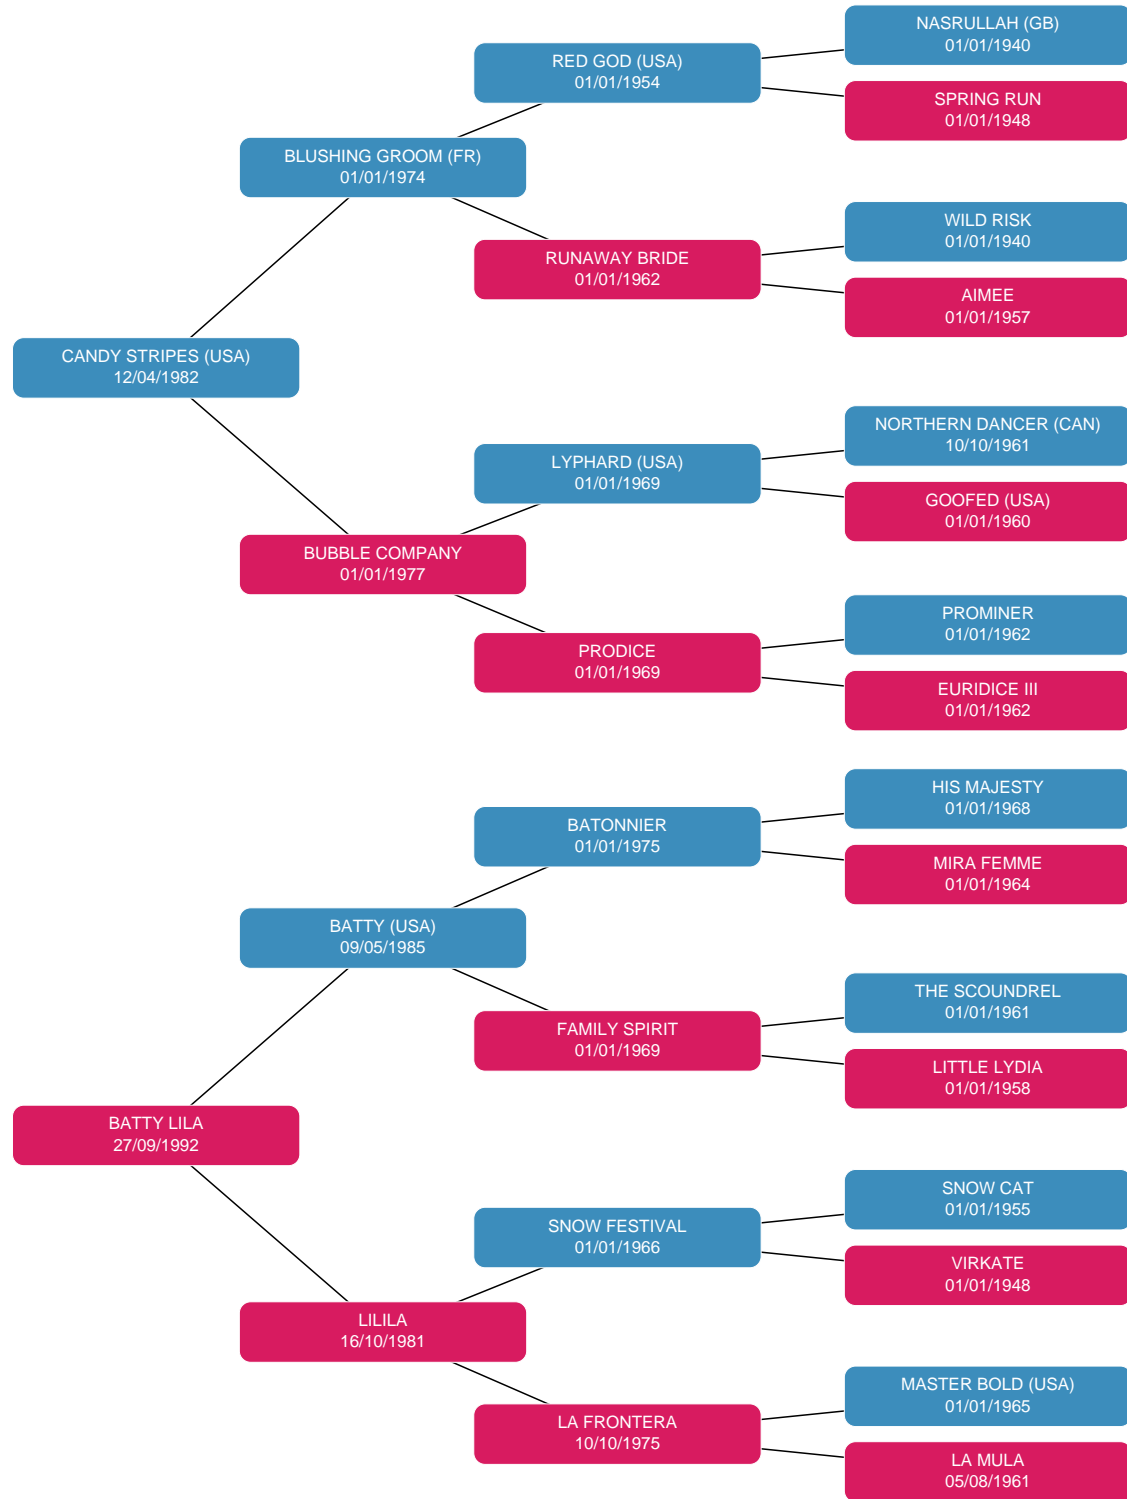 NASRULLAH (GB)
01/01/1940
RED GOD (USA)
01/01/1954
SPRING RUN
01/01/1948
BLUSHING GROOM (FR)
01/01/1974
WILD RISK
01/01/1940
RUNAWAY BRIDE
01/01/1962
AIMEE
01/01/1957
CANDY STRIPES (USA)
12/04/1982
NORTHERN DANCER (CAN)
10/10/1961
LYPHARD (USA)
01/01/1969
GOOFED (USA)
01/01/1960
BUBBLE COMPANY
01/01/1977
PROMINER
01/01/1962
PRODICE
01/01/1969
EURIDICE III
01/01/1962
HIS MAJESTY
01/01/1968
BATONNIER
01/01/1975
MIRA FEMME
01/01/1964
BATTY (USA)
09/05/1985
THE SCOUNDREL
01/01/1961
FAMILY SPIRIT
01/01/1969
LITTLE LYDIA
01/01/1958
BATTY LILA
27/09/1992
SNOW CAT
01/01/1955
SNOW FESTIVAL
01/01/1966
VIRKATE
01/01/1948
LILILA
16/10/1981
MASTER BOLD (USA)
01/01/1965
LA FRONTERA
10/10/1975
LA MULA
05/08/1961